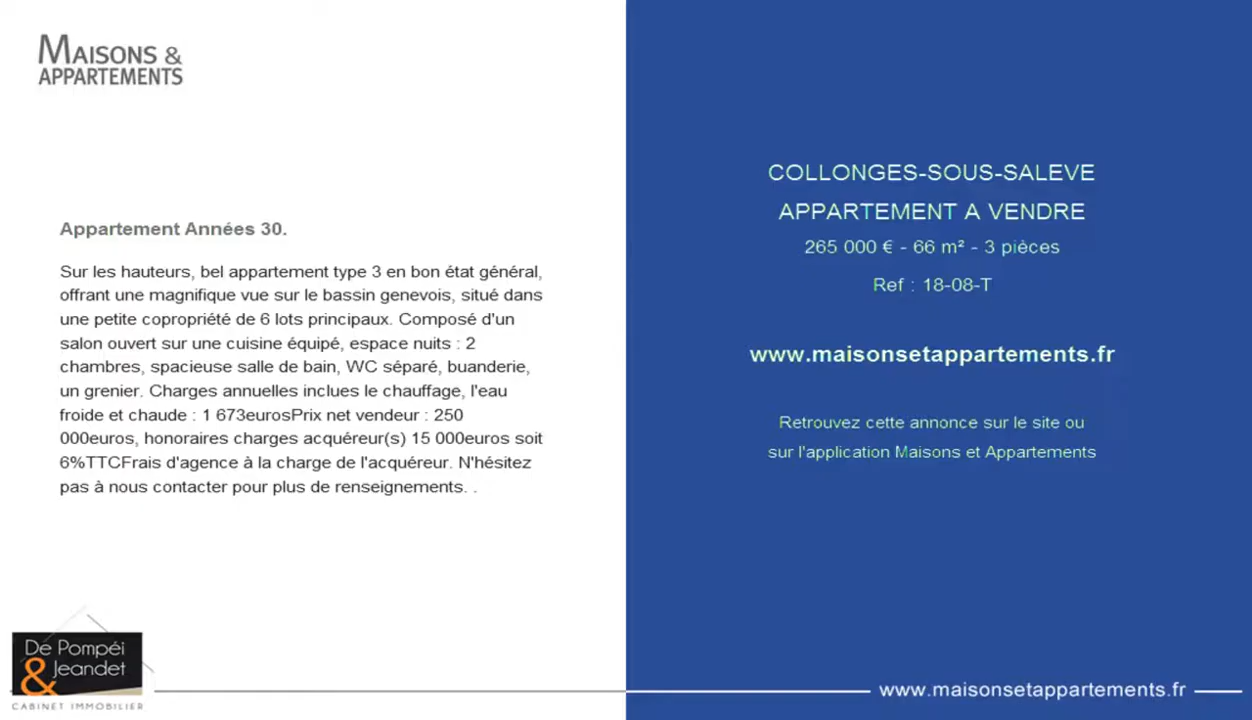 MAISONS &
APPARTEMENTS
Appartement Années 30.
Sur les hauteurs, bel appartement type 3 en bon état général,
offrant une magnifique vue sur le bassin genevois, situé dans
une petite copropriété de 6 lots principaux. Composé d'un
salon ouvert sur une cuisine équipé, espace nuits : 2
chambres, spacieuse salle de bain, WC séparé, buanderie,
un grenier. Charges annuelles inclues le chauffage, l'eau
froide et chaude : 1 673eurosPrix net vendeur : 250
000euros, honoraires charges acquéreur(s) 15 000euros soit
6%TTCFrais d'agence à la charge de l'acquéreur. N'hésitez
pas à nous contacter pour plus de renseignements. .
De Pompéi
& Jeandet
CABINET IMMOBILIER
COLLONGES-SOUS-SALEVE
APPARTEMENT A VENDRE
265 000 € - 66 m² - 3 pièces
Ref : 18-08-T
www.maisonsetappartements.fr
Retrouvez cette annonce sur le site ou
sur l'application Maisons et Appartements
www.maisonsetappartements.fr